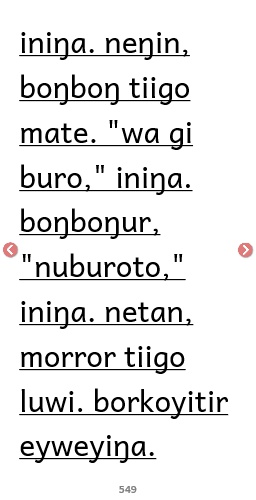 iniŋa. neŋin,
boŋboŋ tiigo
mate. "wa gi
buro," iniŋa.
boŋboŋur,
"nuburoto,"
iniŋa. netan,
morror tiigo
luwi. borkoyitir
eyweyiŋa.
549